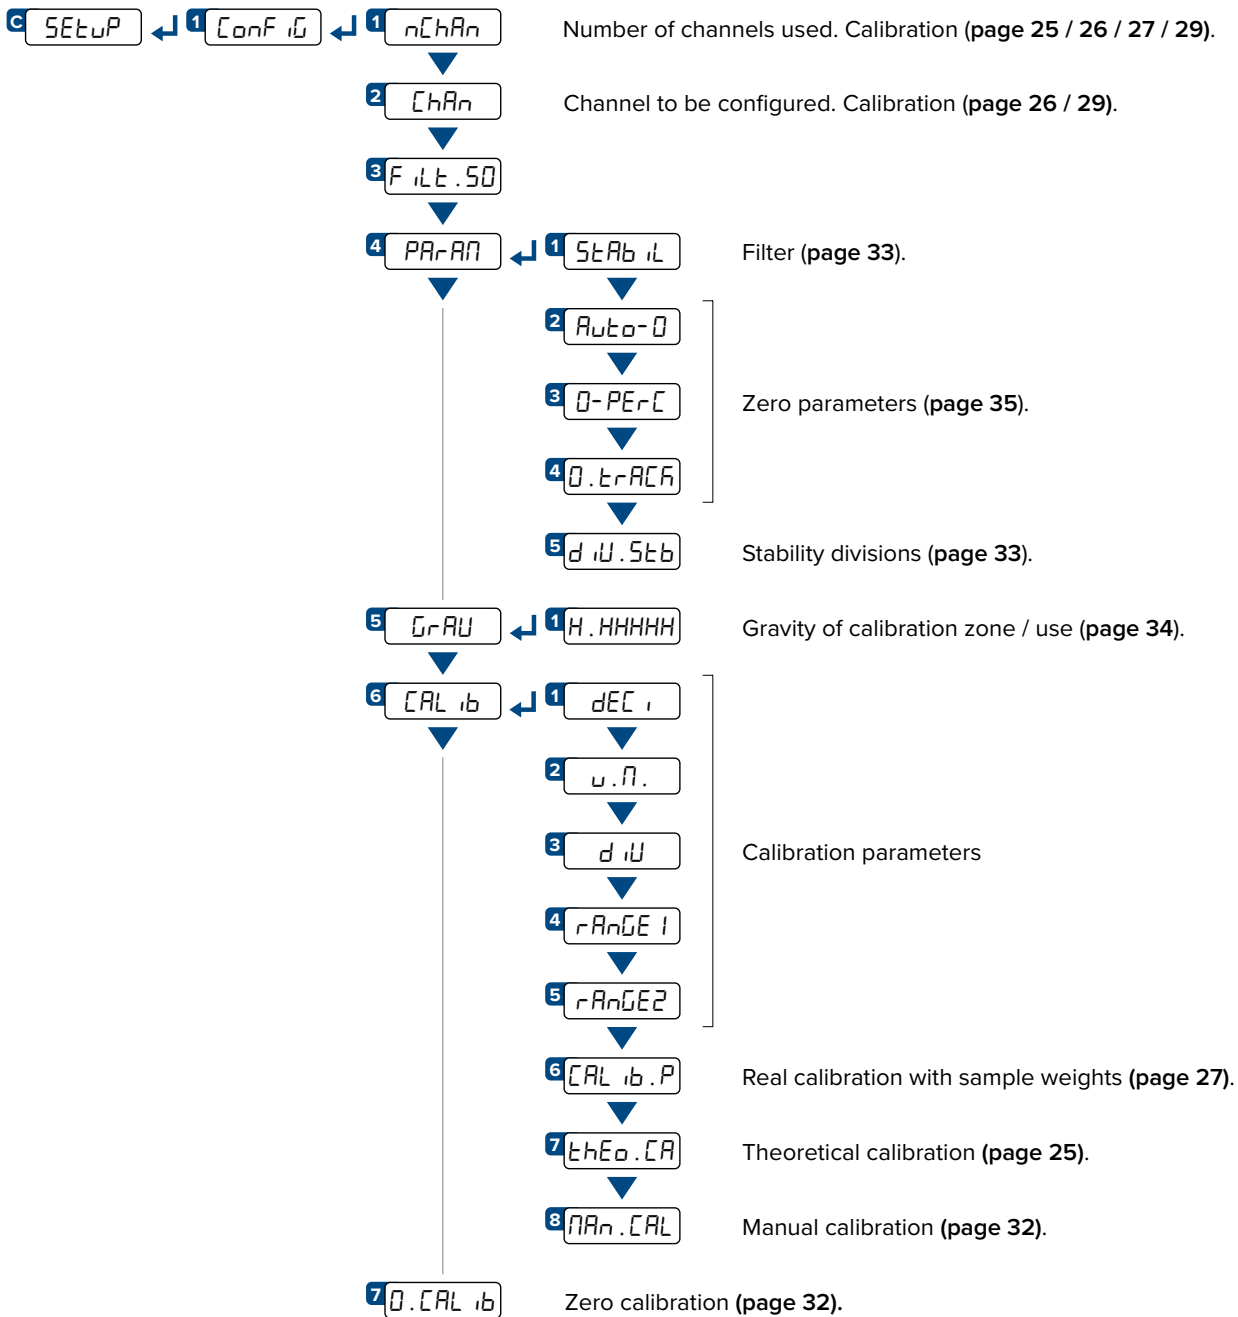 C SEtuP 1 ConFiG 1 nChAn Number of channels used. Calibration (page 25 / 26 / 27 / 29).
2 ChAn Channel to be configured. Calibration (page 26 / 29).
3 FiLt.50
4 PArAM 1 StAbiL Filter (page 33).
2 Auto-0
3 0-PErC Zero parameters (page 35).
4 0.trACK
5 diU.Stb Stability divisions (page 33).
5 GrAU 1 H.HHHHH Gravity of calibration zone / use (page 34).
6 CALib 1 dECi
2 u.M.
3 diU Calibration parameters
4 rAnGE1
5 rAnGE2
6 CALib.P Real calibration with sample weights (page 27).
7 thEo.CA Theoretical calibration (page 25).
8 MAn.CAL Manual calibration (page 32).
7 0.CALib Zero calibration (page 32).